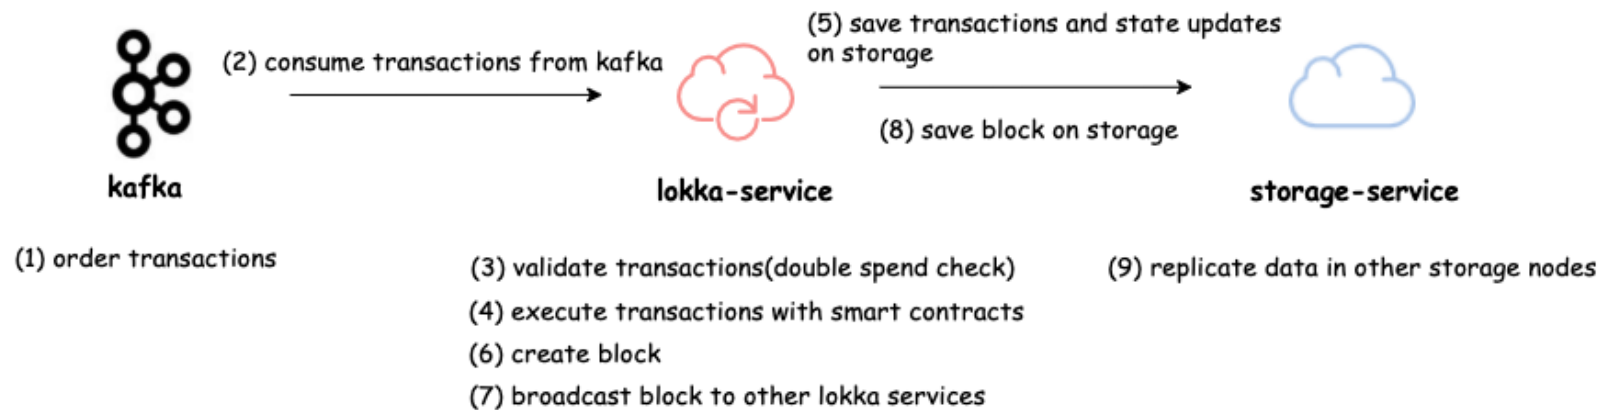 (5) save transactions and state updates
on storage
(2) consume transactions from kafka
(8) save block on storage
kafka
lokka-service
storage-service
(1) order transactions
(3) validate transactions(double spend check)
(9) replicate data in other storage nodes
(4) execute transactions with smart contracts
(6) create block
(7) broadcast block to other lokka services